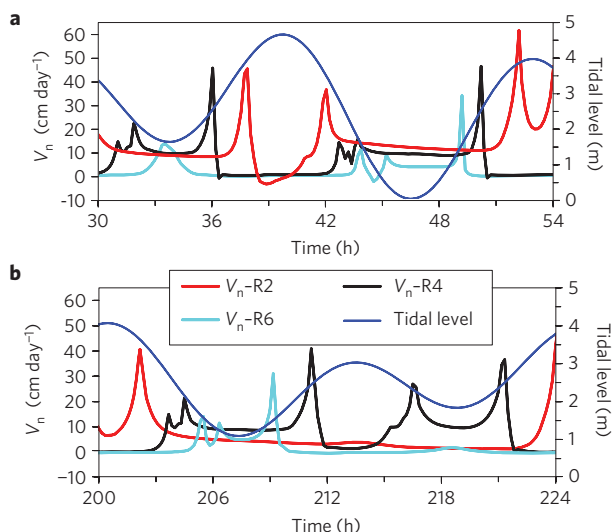 a
60
50
40
30
20
10
0
-10
Vn (cm day−1)
5
4
3
2
1
0
Tidal level (m)
30 36 42 48 54
Time (h)
b
Vn–R2 Vn–R4
Vn–R6 Tidal level
60
50
40
30
20
10
0
−10
Vn (cm day−1)
5
4
3
2
1
0
Tidal level (m)
200 206 212 218 224
Time (h)